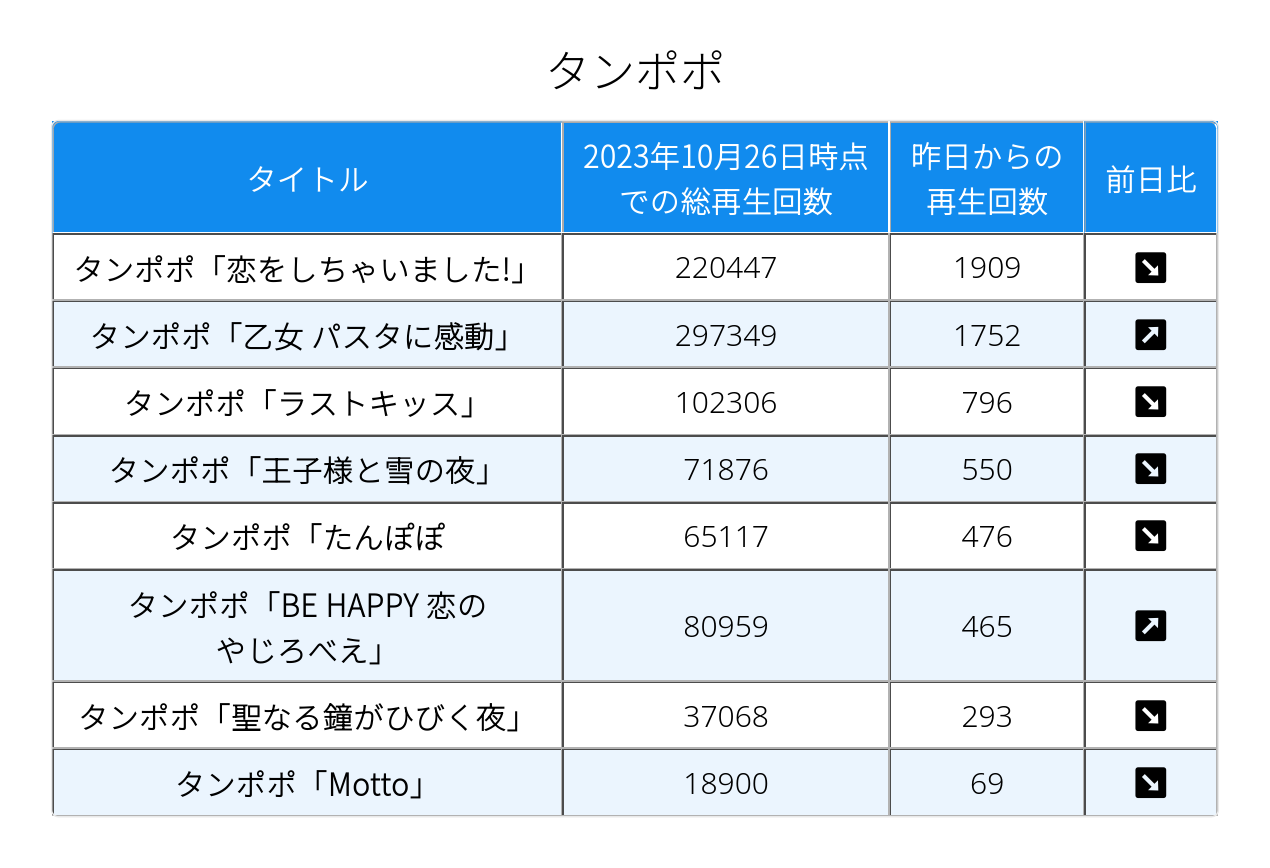 タンポポ
タイトル
2023年10月26日時点
での総再生回数
昨日からの
再生回数
前日比
タンポポ「恋をしちゃいました!」
220447
1909
タンポポ「乙女 パスタに感動」
297349
1752
タンポポ「ラストキッス」
102306
796
タンポポ「王子様と雪の夜」
71876
550
タンポポ「たんぽぽ
65117
476
タンポポ「BE HAPPY 恋の
やじろべえ」
80959
465
タンポポ「聖なる鐘がひびく夜」
37068
293
タンポポ「Motto」
18900
69